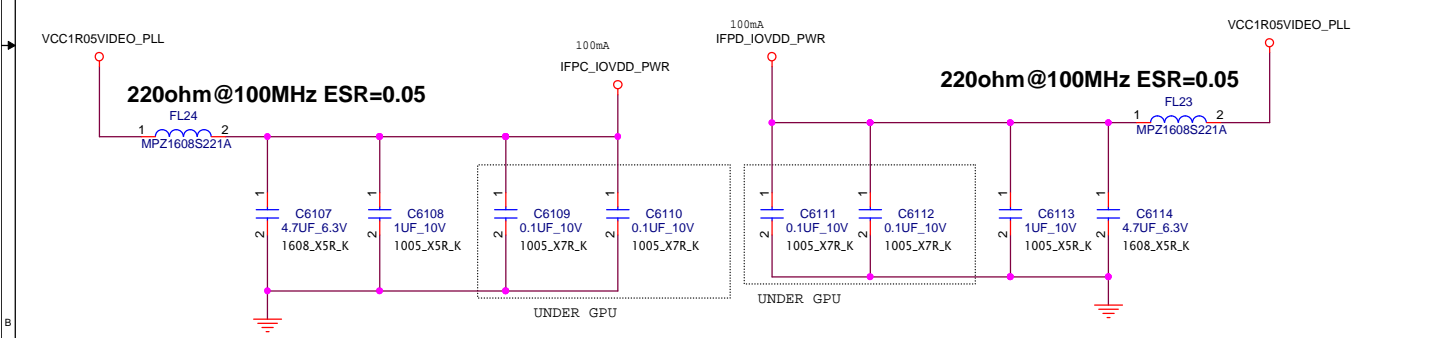 VCC1R05VIDEO_PLL
100mA
IFPC_IOVDD_PWR
220ohm@100MHz ESR=0.05
FL24
1
2
MPZ1608S221A
1
2
C6107
4.7UF_6.3V
1608_X5R_K
1
2
C6108
1UF_10V
1005_X5R_K
1
2
C6109
0.1UF_10V
1005_X7R_K
1
2
C6110
0.1UF_10V
1005_X7R_K
UNDER GPU
100mA
IFPD_IOVDD_PWR
VCC1R05VIDEO_PLL
220ohm@100MHz ESR=0.05
FL23
1
2
MPZ1608S221A
1
2
C6111
0.1UF_10V
1005_X7R_K
1
2
C6112
0.1UF_10V
1005_X7R_K
1
2
C6113
1UF_10V
1005_X5R_K
1
2
C6114
4.7UF_6.3V
1608_X5R_K
UNDER GPU
B